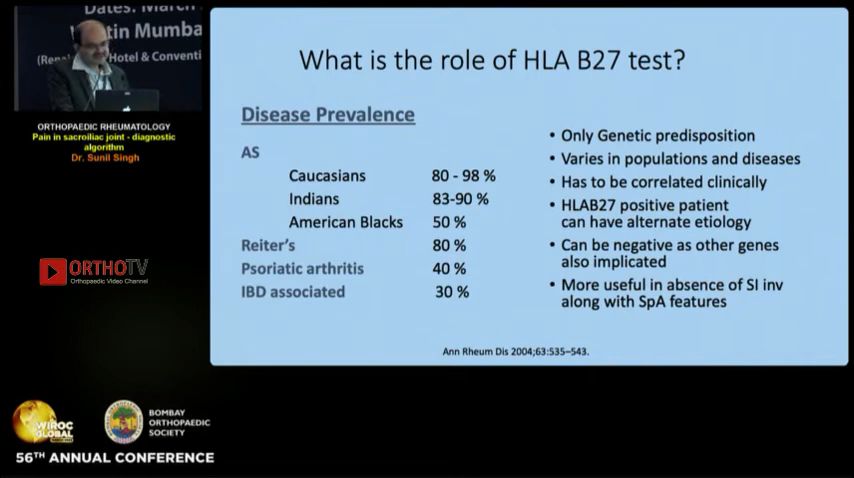 Dates: March
tin Mumba
(Ren Hotel & Conventi
ORTHOPAEDIC RHEUMATOLOGY
Pain in sacroiliac joint - diagnostic
algorithm
Dr. Sunil Singh
ORTHOTV
Orthopaedic Video Channel
What is the role of HLA B27 test?
Disease Prevalence
AS
Caucasians 80 - 98 %
Indians 83-90 %
American Blacks 50 %
Reiter's 80 %
Psoriatic arthritis 40 %
IBD associated 30 %
• Only Genetic predisposition
• Varies in populations and diseases
• Has to be correlated clinically
• HLAB27 positive patient
can have alternate etiology
• Can be negative as other genes
also implicated
• More useful in absence of SI inv
along with SpA features
Ann Rheum Dis 2004;63:535–543.
WIROC
GLOBAL
BOMBAY
ORTHOPAEDIC
SOCIETY
56TH ANNUAL CONFERENCE